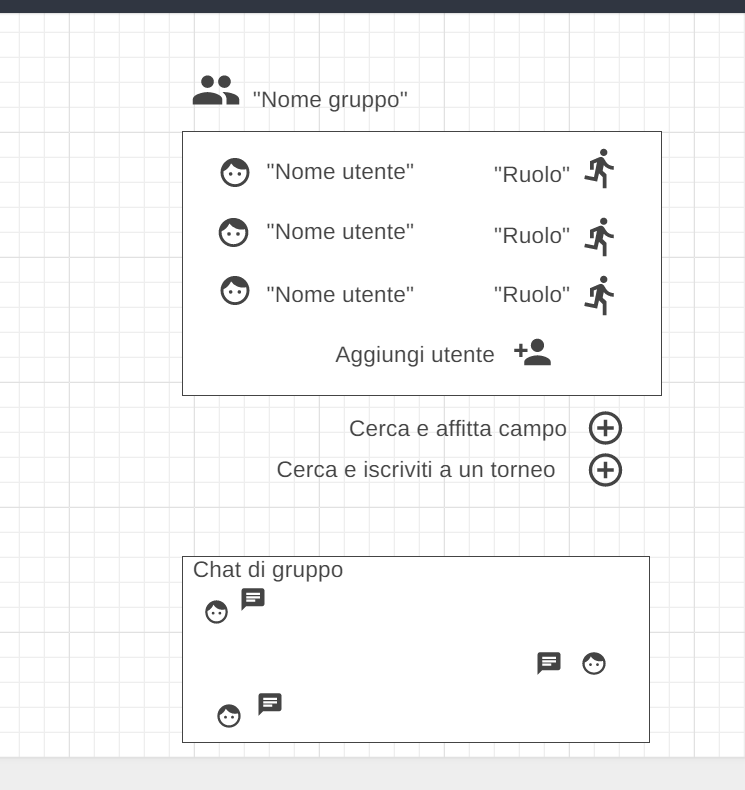 "Nome gruppo"
"Nome utente" "Ruolo"
"Nome utente" "Ruolo"
"Nome utente" "Ruolo"
Aggiungi utente
Cerca e affitta campo
Cerca e iscriviti a un torneo
Chat di gruppo